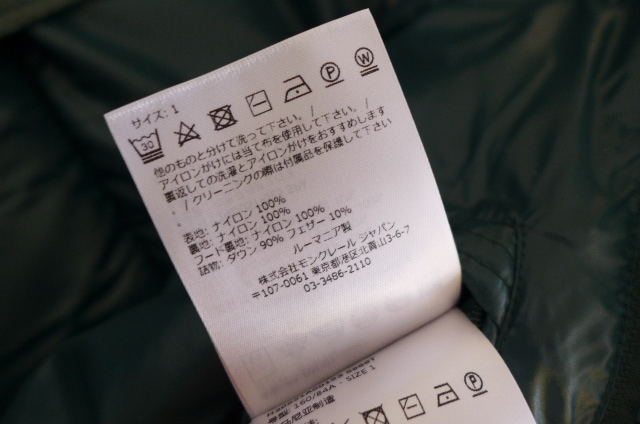 サイズ: 1
30 P W
他のものと分けて洗って下さい。/
アイロンがけには当て布を使用して下さい。/
裏返しての洗濯とアイロンがけをおすすめします
。/クリーニングの際は付属品を保護して下さい
表地: ナイロン 100%
裏地: ナイロン 100%
フード裏地: ナイロン 100%
詰物: ダウン 90% フェザー 10%
ルーマニア製
株式会社モンクレール ジャパン
〒107-0061 東京都港区北青山3-6-7
03-3486-2110
160/84A - SIZE 1
P